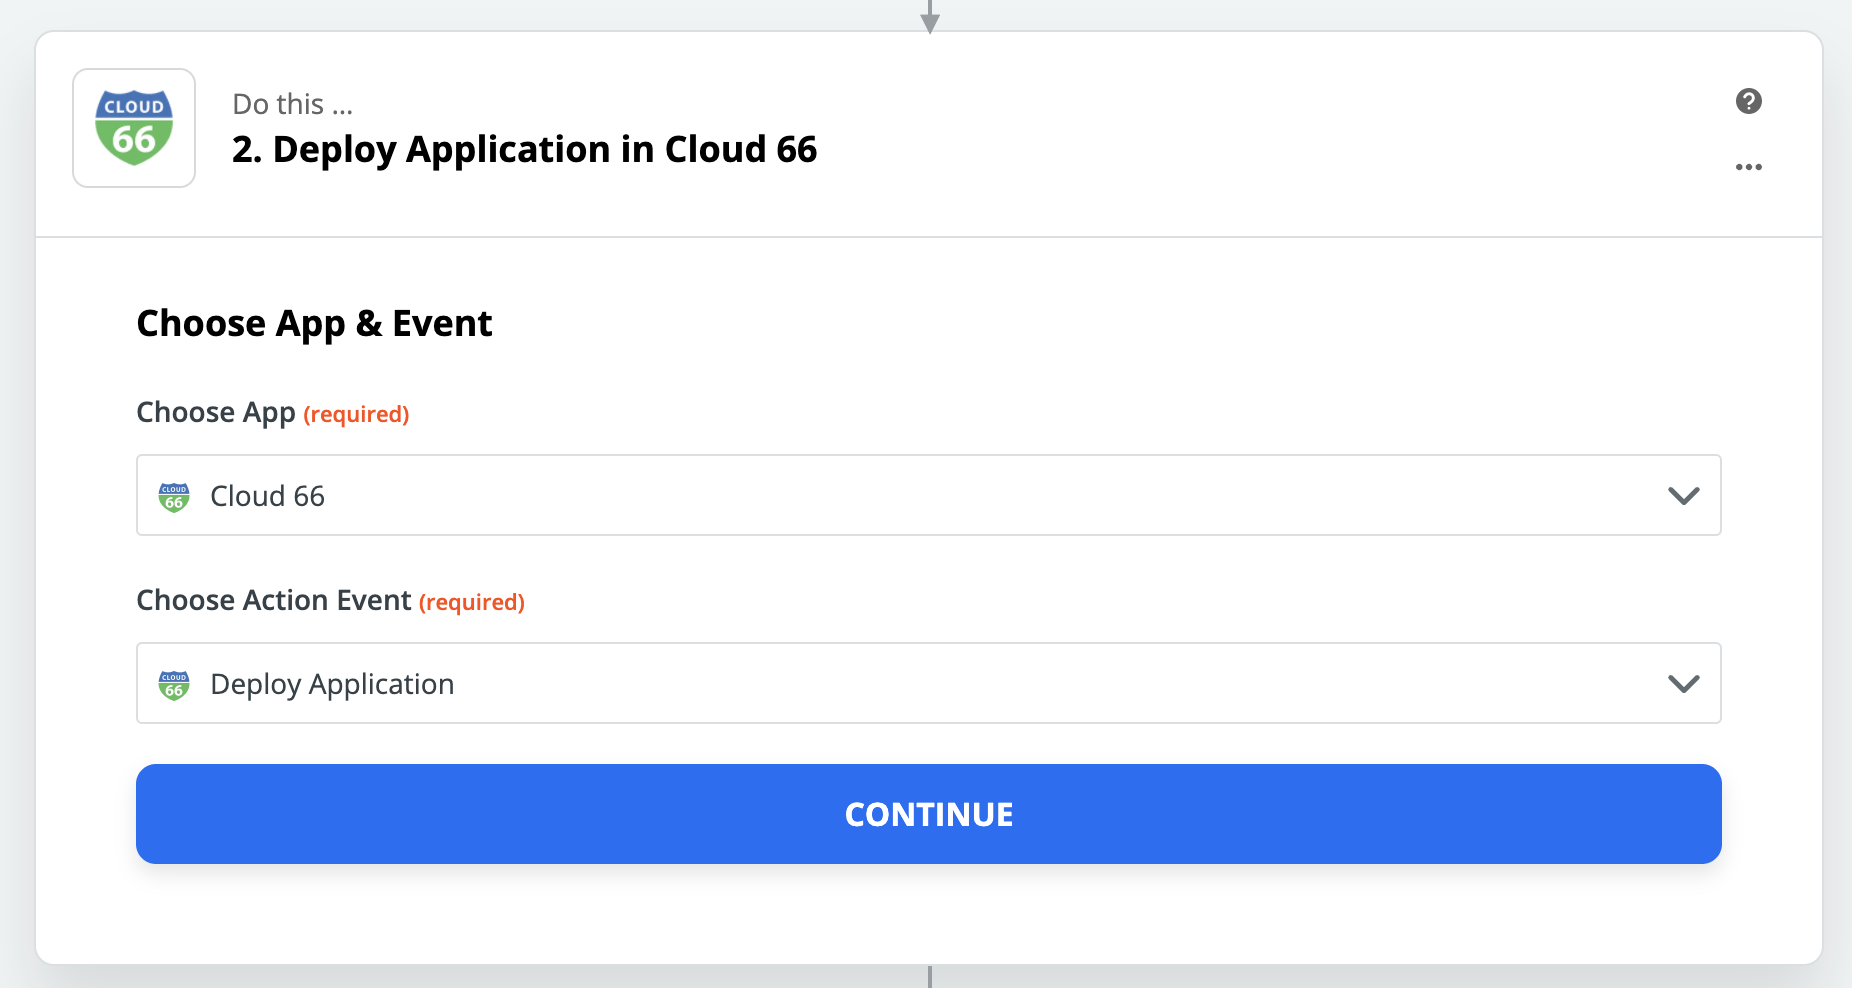 CLOUD
66
Do this ...
2. Deploy Application in Cloud 66
?
Choose App & Event
Choose App (required)
CLOUD
66
Cloud 66
Choose Action Event (required)
CLOUD
66
Deploy Application
CONTINUE